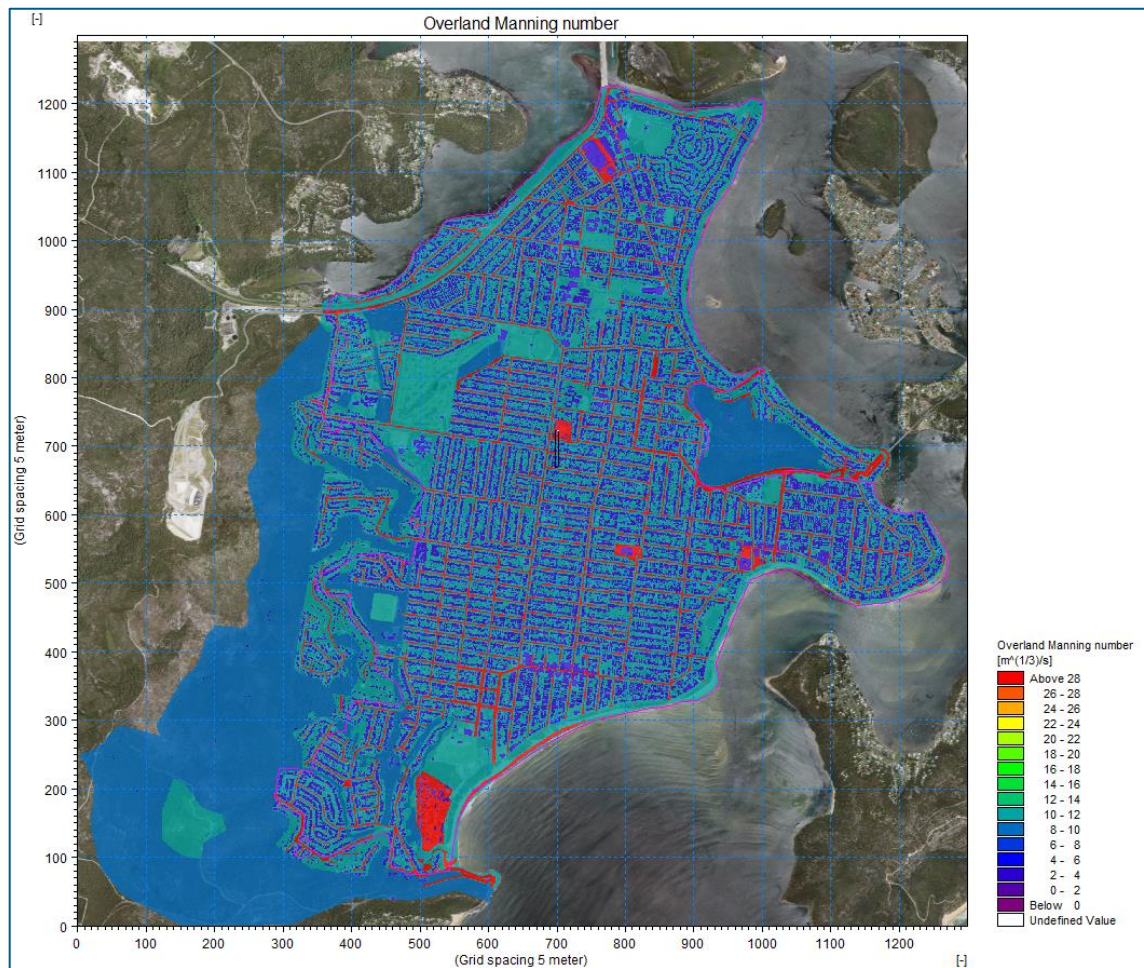 [-]
Overland Manning number
1200
1100
1000
900
800
700
600
500
400
300
200
100
0
(Grid spacing 5 meter)
0 100 200 300 400 500 600 700 800 900 1000 1100 1200
(Grid spacing 5 meter)
[-]
Overland Manning number
[m^(1/3)/s]
Above 28
26 - 28
24 - 26
22 - 24
20 - 22
18 - 20
16 - 18
14 - 16
12 - 14
10 - 12
8 - 10
6 - 8
4 - 6
2 - 4
0 - 2
Below 0
Undefined Value